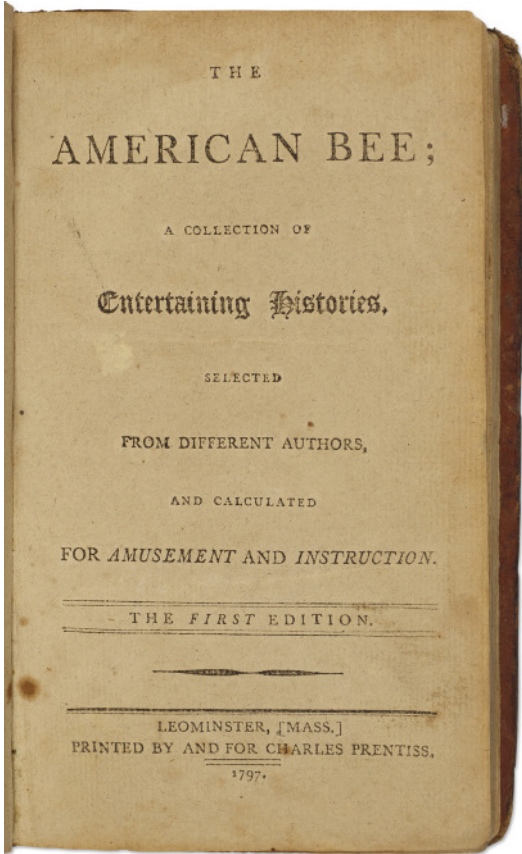 THE
AMERICAN BEE;
A COLLECTION OF
Entertaining Histories.
SELECTED
FROM DIFFERENT AUTHORS,
AND CALCULATED
FOR AMUSEMENT AND INSTRUCTION.
THE FIRST EDITION.
LEOMINSTER, [MASS.]
PRINTED BY AND FOR CHARLES PRENTISS,
1797.